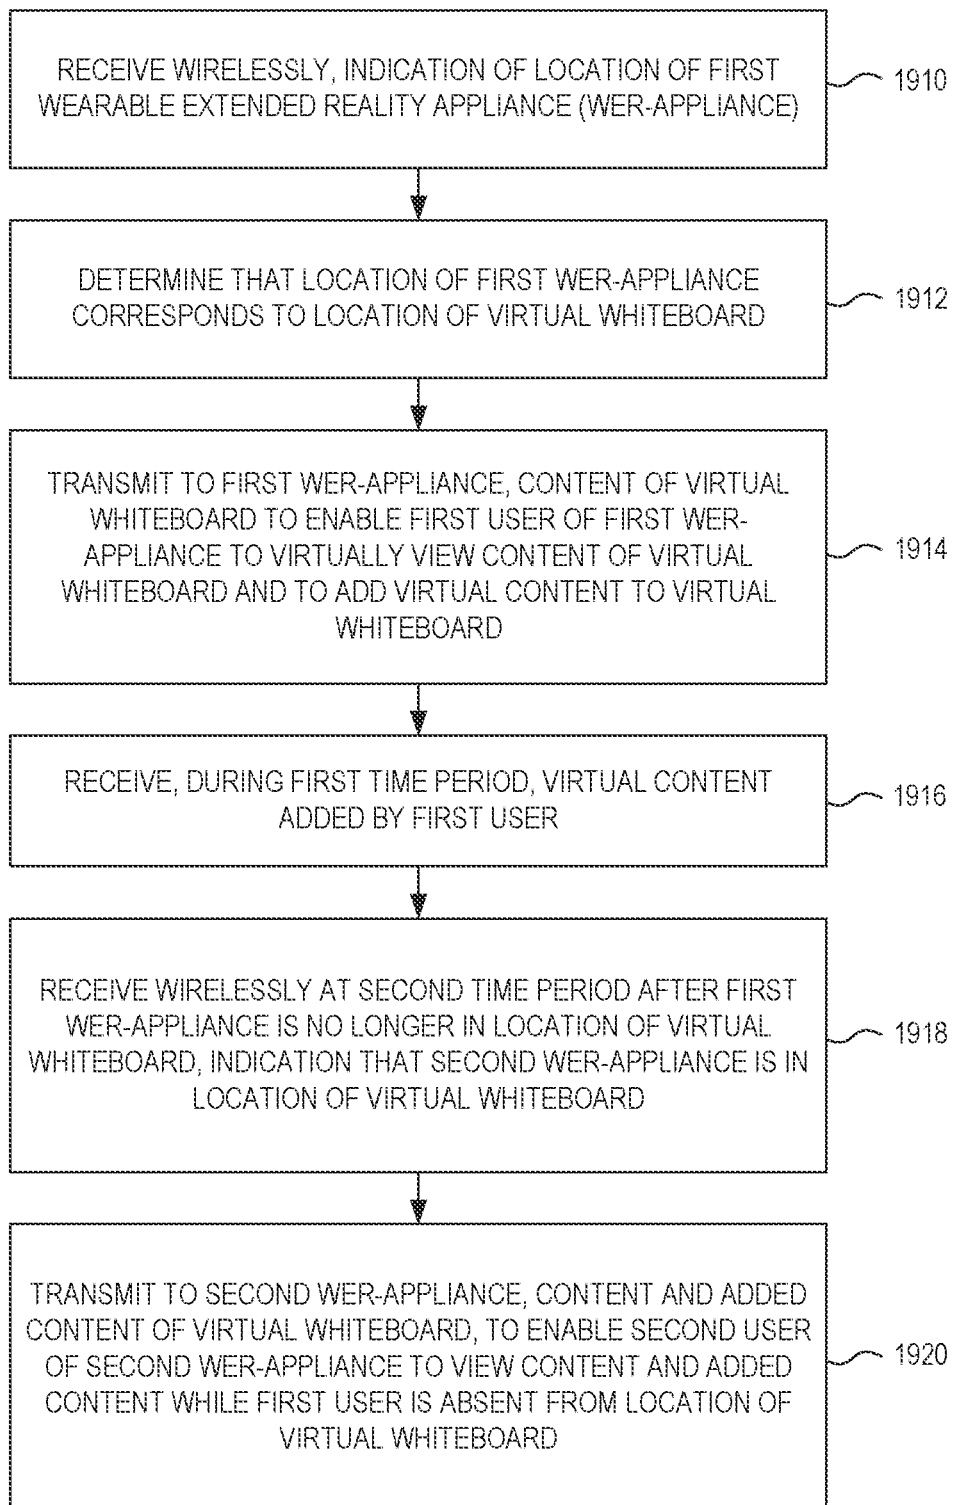 RECEIVE WIRELESSLY, INDICATION OF LOCATION OF FIRST
WEARABLE EXTENDED REALITY APPLIANCE (WER-APPLIANCE)
1910
DETERMINE THAT LOCATION OF FIRST WER-APPLIANCE
CORRESPONDS TO LOCATION OF VIRTUAL WHITEBOARD
1912
TRANSMIT TO FIRST WER-APPLIANCE, CONTENT OF VIRTUAL
WHITEBOARD TO ENABLE FIRST USER OF FIRST WER-
APPLIANCE TO VIRTUALLY VIEW CONTENT OF VIRTUAL
WHITEBOARD AND TO ADD VIRTUAL CONTENT TO VIRTUAL
WHITEBOARD
1914
RECEIVE, DURING FIRST TIME PERIOD, VIRTUAL CONTENT
ADDED BY FIRST USER
1916
RECEIVE WIRELESSLY AT SECOND TIME PERIOD AFTER FIRST
WER-APPLIANCE IS NO LONGER IN LOCATION OF VIRTUAL
WHITEBOARD, INDICATION THAT SECOND WER-APPLIANCE IS IN
LOCATION OF VIRTUAL WHITEBOARD
1918
TRANSMIT TO SECOND WER-APPLIANCE, CONTENT AND ADDED
CONTENT OF VIRTUAL WHITEBOARD, TO ENABLE SECOND USER
OF SECOND WER-APPLIANCE TO VIEW CONTENT AND ADDED
CONTENT WHILE FIRST USER IS ABSENT FROM LOCATION OF
VIRTUAL WHITEBOARD
1920